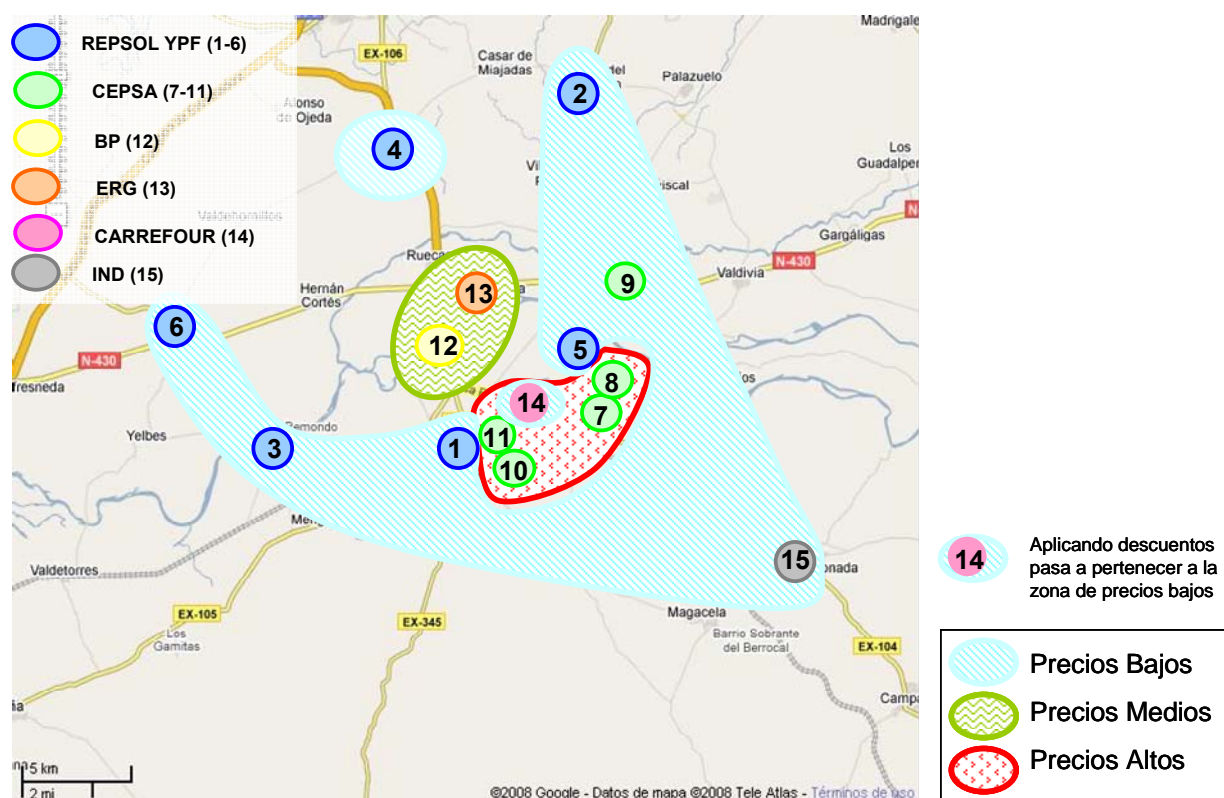 REPSOL YPF (1-6)
CEPSA (7-11)
BP (12)
ERG (13)
CARREFOUR (14)
IND (15)
Madrigale
EX-106
Casar de
Miajadas
del
Palazuelo
2
Alonso
de Ojeda
4
Los
Guadalper
viscal
Valdehornillos
Gargáligas
N-430
Ruecas
Valdivia
Hernán
Cortés
13
9
6
N-430
12
5
8
14
7
Yelbes
Remondo
3
1
11
10
Valdetorres
15
onada
Magacela
EX-105
Los
Gamitas
EX-345
Barrio Sobrante
del Berrocal
EX-104
Campa
5 km
2 mi
©2008 Google - Datos de mapa ©2008 Tele Atlas - Términos de uso
14
Aplicando descuentos
pasa a pertenecer a la
zona de precios bajos
Precios Bajos
Precios Medios
Precios Altos